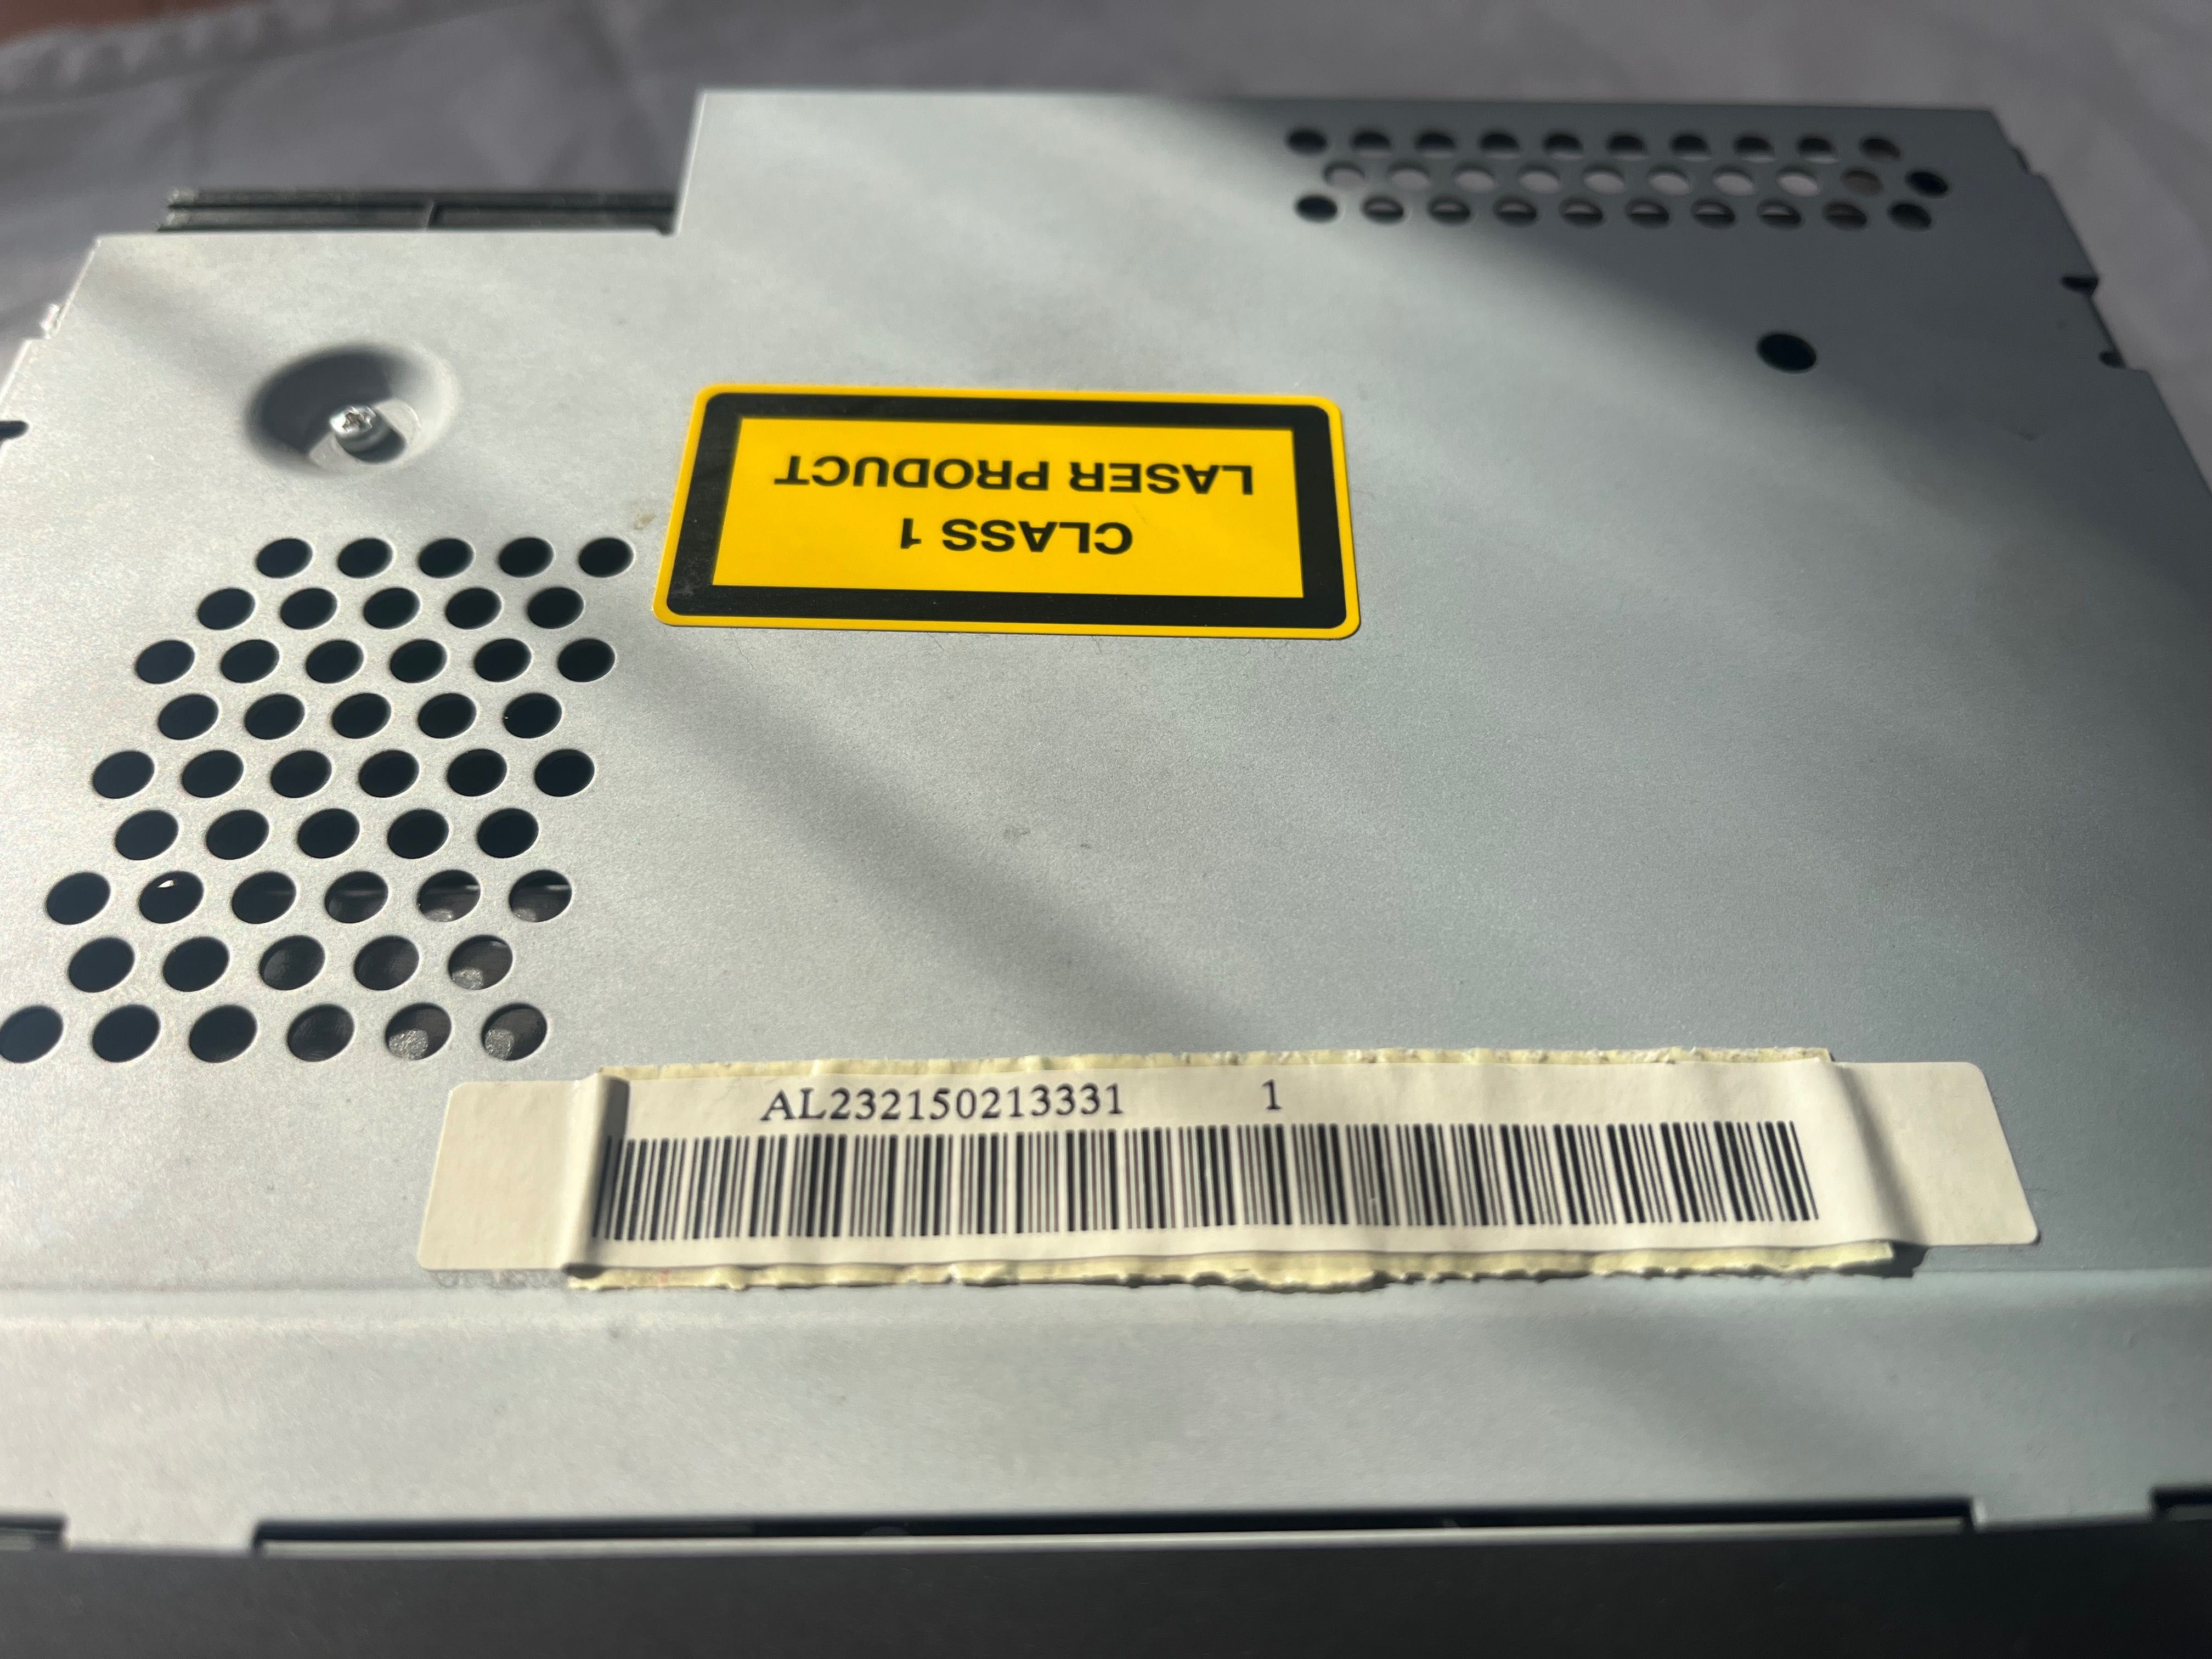 CLASS 1
LASER PRODUCT
AL232150213331 1